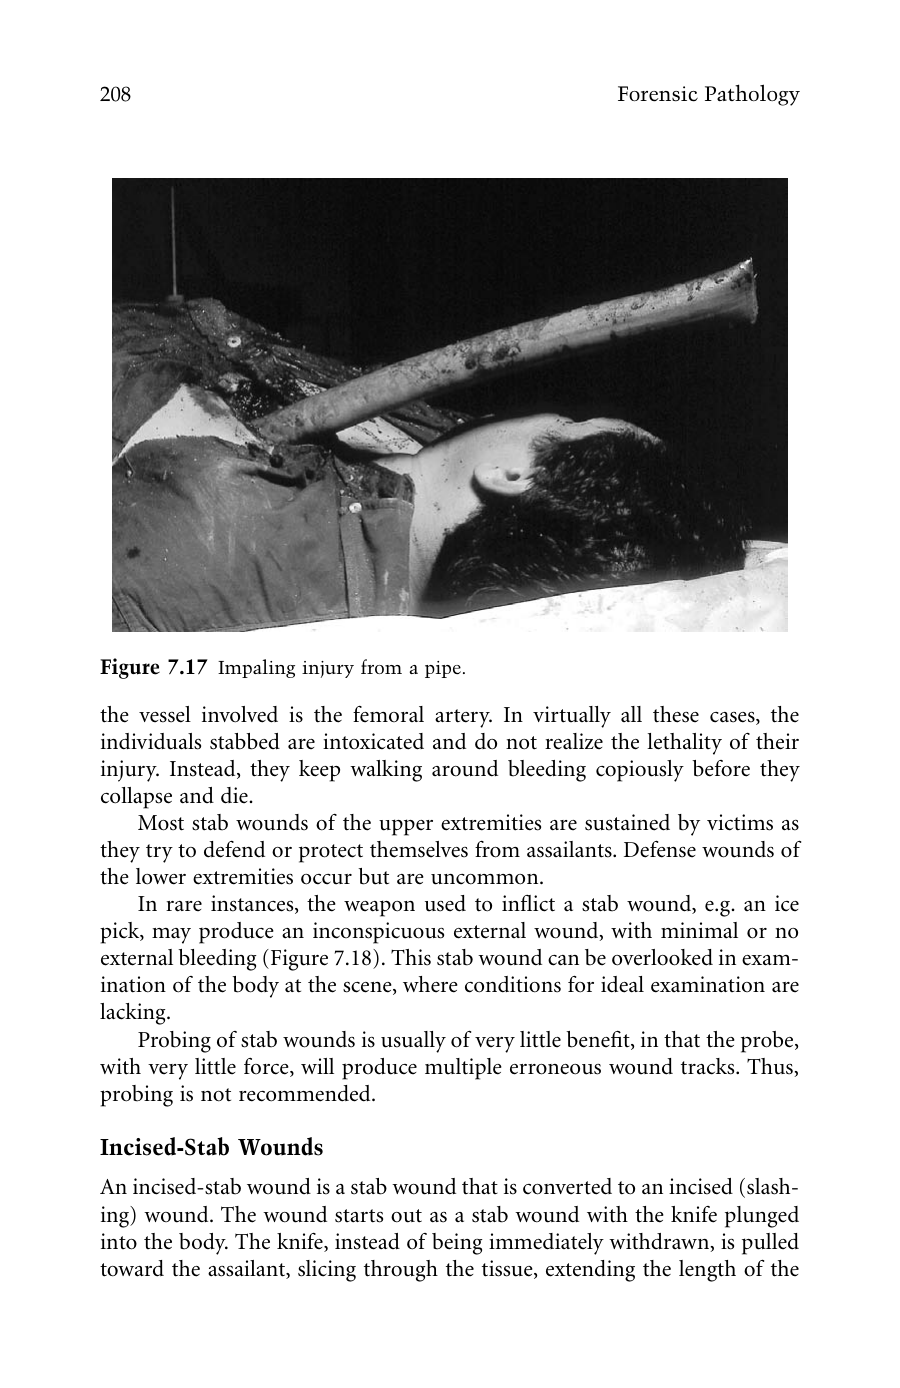 208
Forensic Pathology
Figure 7.17 Impaling injury from a pipe.
the vessel involved is the femoral artery. In virtually all these cases, the
individuals stabbed are intoxicated and do not realize the lethality of their
injury. Instead, they keep walking around bleeding copiously before they
collapse and die.
Most stab wounds of the upper extremities are sustained by victims as
they try to defend or protect themselves from assailants. Defense wounds of
the lower extremities occur but are uncommon.
In rare instances, the weapon used to inflict a stab wound, e.g. an ice
pick, may produce an inconspicuous external wound, with minimal or no
external bleeding (Figure 7.18). This stab wound can be overlooked in exam-
ination of the body at the scene, where conditions for ideal examination are
lacking.
Probing of stab wounds is usually of very little benefit, in that the probe,
with very little force, will produce multiple erroneous wound tracks. Thus,
probing is not recommended.
Incised-Stab Wounds
An incised-stab wound is a stab wound that is converted to an incised (slash-
ing) wound. The wound starts out as a stab wound with the knife plunged
into the body. The knife, instead of being immediately withdrawn, is pulled
toward the assailant, slicing through the tissue, extending the length of the